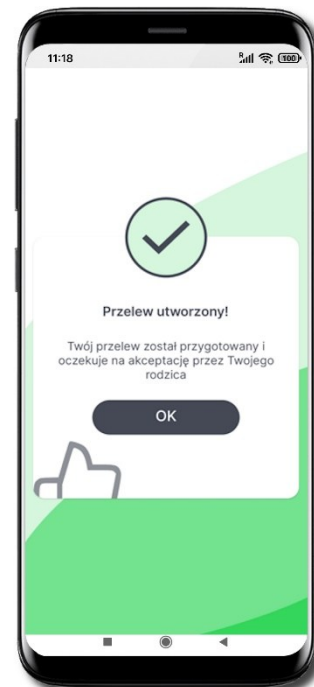 11:18
R
100
Przelew utworzony!
Twój przelew został przygotowany i
oczekuje na akceptację przez Twojego
rodzica
OK